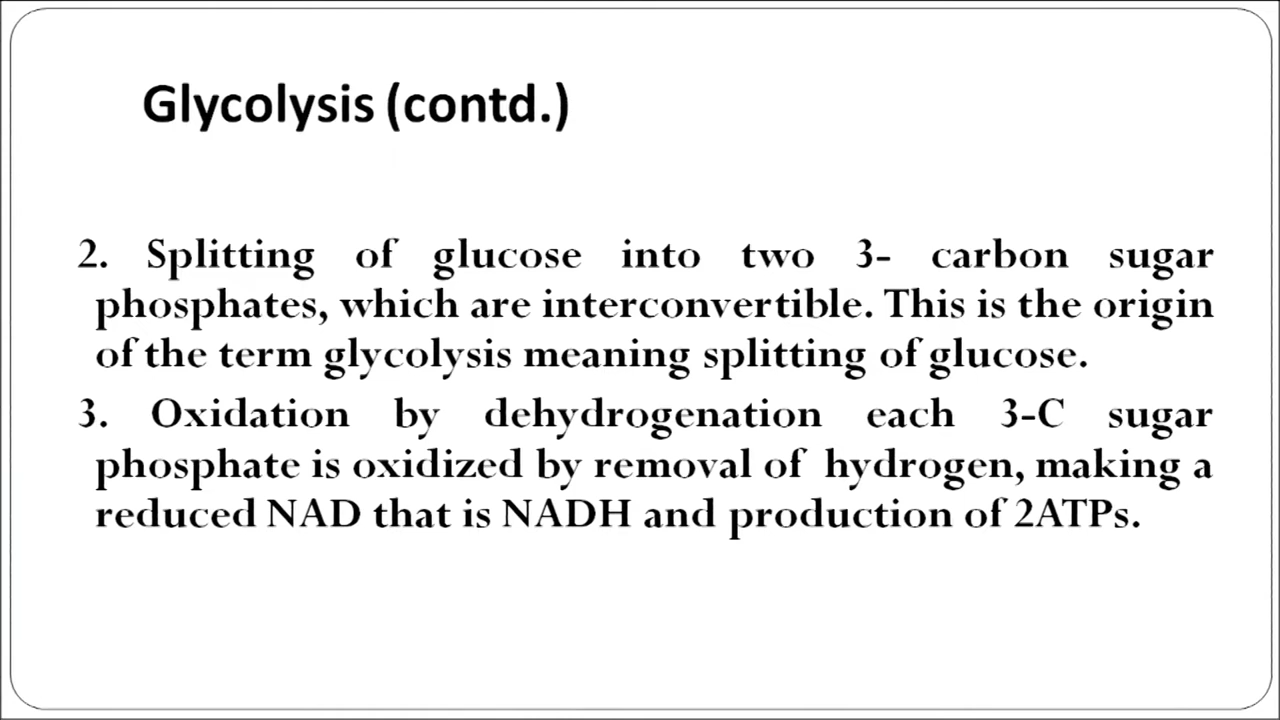 Glycolysis (contd.)
2. Splitting of glucose into two 3- carbon sugar
phosphates, which are interconvertible. This is the origin
of the term glycolysis meaning splitting of glucose.
3. Oxidation by dehydrogenation each 3-C sugar
phosphate is oxidized by removal of hydrogen, making a
reduced NAD that is NADH and production of 2ATPs.